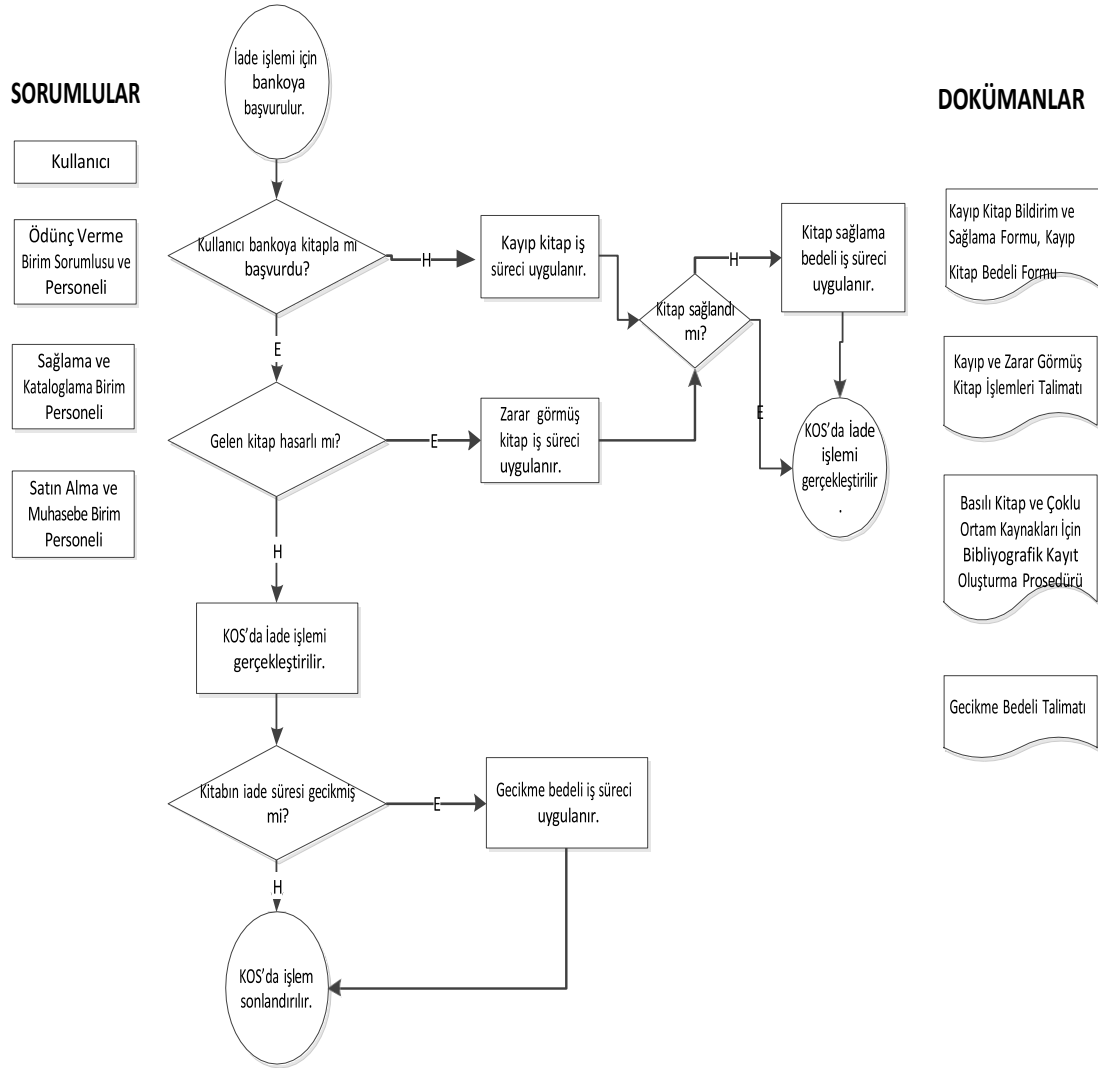 SORUMLULAR
Kullanıcı
Ödünç Verme
Birim Sorumlusu ve
Personeli
Sağlama ve
Kataloglama Birim
Personeli
Satın Alma ve
Muhasebe Birim
Personeli
İade işlemi için
bankoya
başvurulur.
Kullanıcı bankoya kitapla mı
başvurdu?
H
Kayıp kitap iş
süreci uygulanır.
Kitap sağlandı
mı?
H
Kitap sağlama
bedeli iş süreci
uygulanır.
E
E
Gelen kitap hasarlı mı?
E
Zarar görmüş
kitap iş süreci
uygulanır.
KOS'da İade
işlemi
gerçekleştirilir
.
H
KOS'da İade işlemi
gerçekleştirilir.
Kitabın iade süresi gecikmiş
mi?
E
Gecikme bedeli iş süreci
uygulanır.
H
KOS'da işlem
sonlandırılır.
DOKÜMANLAR
Kayıp Kitap Bildirim ve
Sağlama Formu, Kayıp
Kitap Bedeli Formu
Kayıp ve Zarar Görmüş
Kitap İşlemleri Talimatı
Basılı Kitap ve Çoklu
Ortam Kaynakları İçin
Bibliyografik Kayıt
Oluşturma Prosedürü
Gecikme Bedeli Talimatı